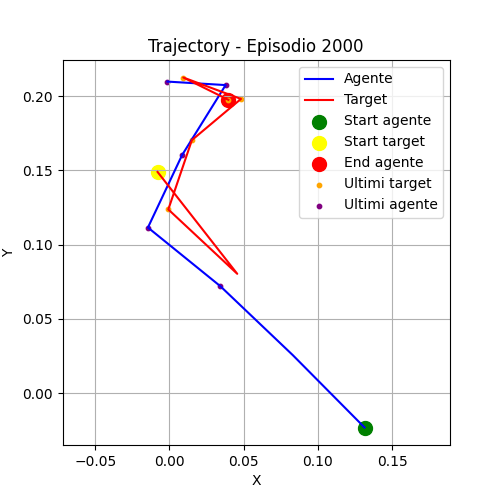 Trajectory - Episodio 2000
Agente
Target
Start agente
Start target
End agente
Ultimi target
Ultimi agente
Y
0.20
0.15
0.10
0.05
0.00
−0.05
0.00
0.05
0.10
0.15
X